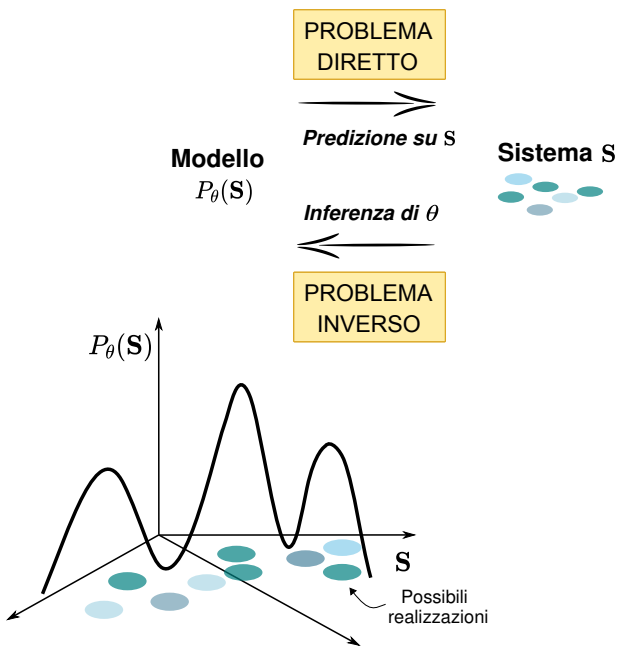 PROBLEMA
DIRETTO
Predizione su S
Modello
P_θ(S)
Sistema S
Inferenza di θ
PROBLEMA
INVERSO
P_θ(S)
S
Possibili
realizzazioni